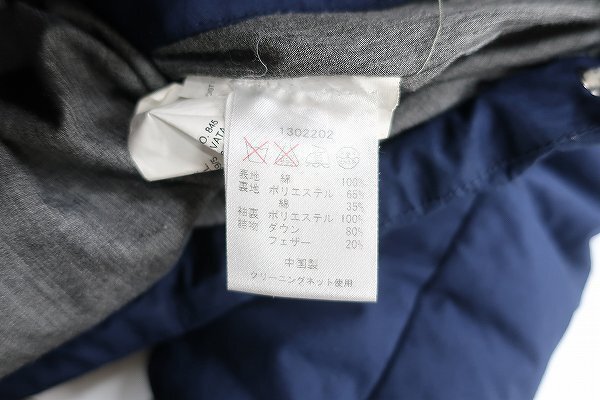 1302202
表地 綿 100%
裏地 ポリエステル 65%
綿 35%
袖裏 ポリエステル 100%
詰物 ダウン 80%
フェザー 20%
中国製
クリーニングネット使用
O. B45
VATA